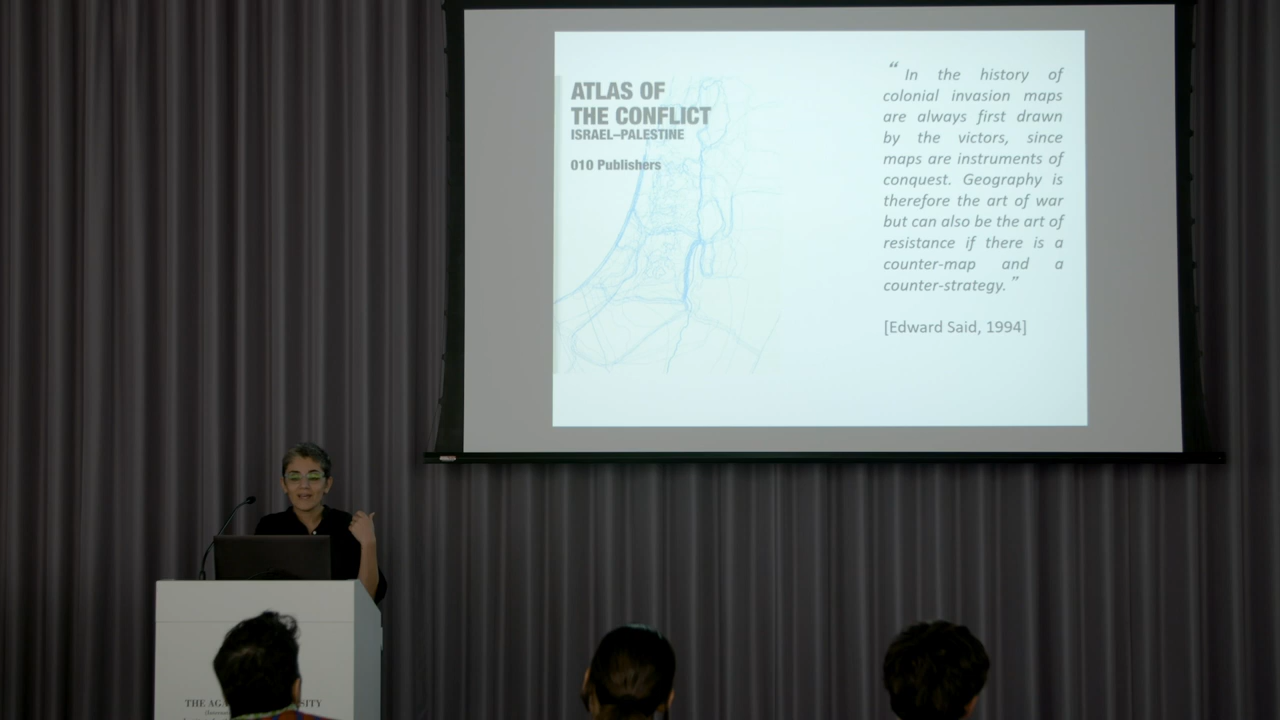 ATLAS OF
THE CONFLICT
ISRAEL–PALESTINE
010 Publishers
“ In the history of
colonial invasion maps
are always first drawn
by the victors, since
maps are instruments of
conquest. Geography is
therefore the art of war
but can also be the art of
resistance if there is a
counter-map and a
counter-strategy. ”
[Edward Said, 1994]
THE